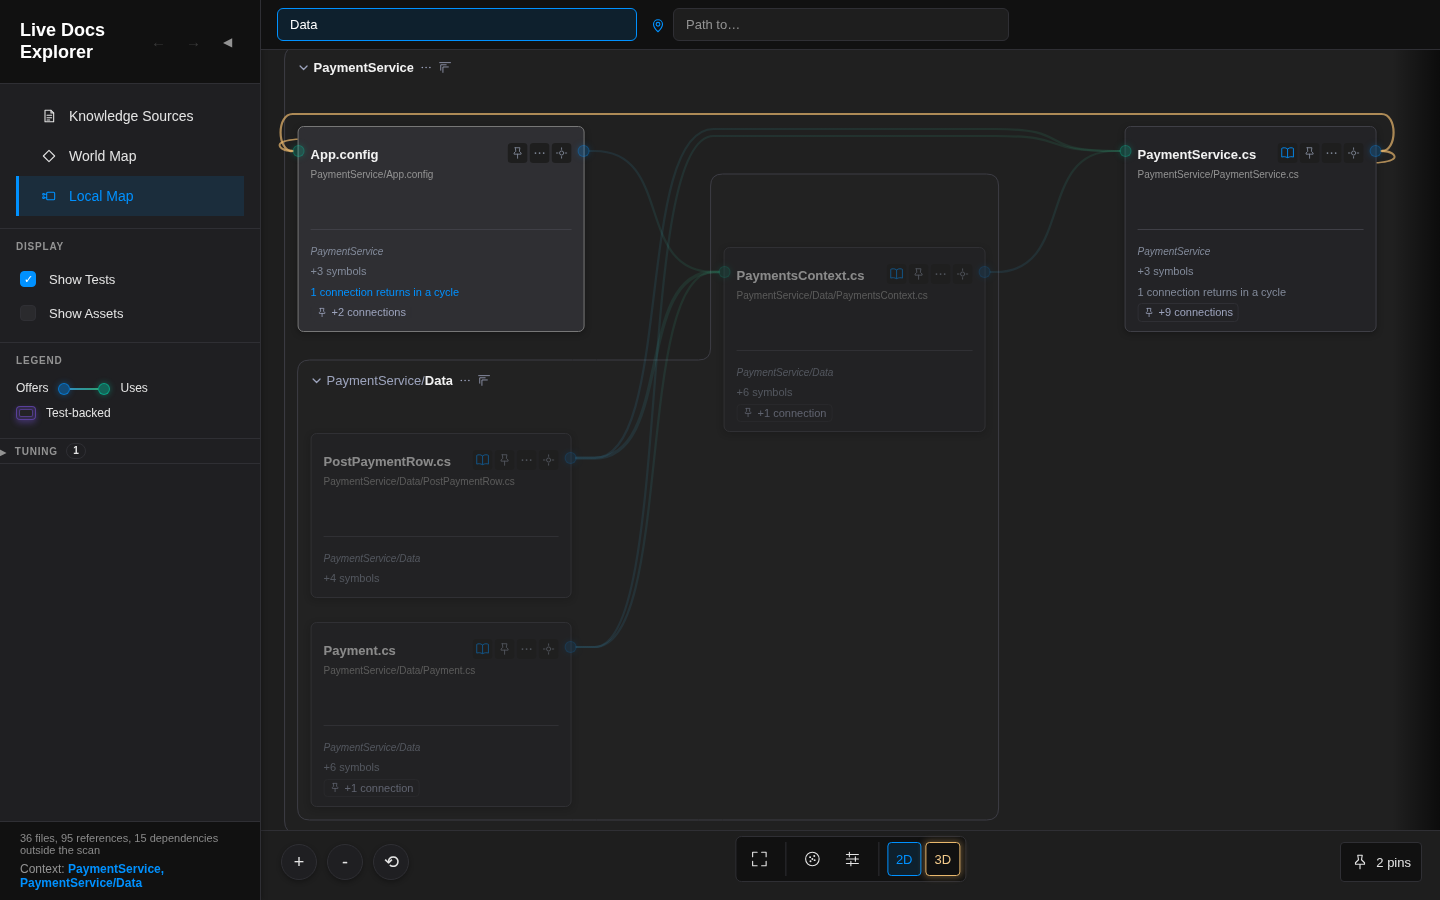 Live Docs
Explorer
Data
Path to…
Knowledge Sources
World Map
Local Map
DISPLAY
Show Tests
Show Assets
LEGEND
Offers
Uses
Test-backed
TUNING 1
36 files, 95 references, 15 dependencies
outside the scan
Context: PaymentService,
PaymentService/Data
PaymentService
App.config
PaymentService/App.config
PaymentService
+3 symbols
1 connection returns in a cycle
+2 connections
PaymentService.cs
PaymentService/PaymentService.cs
PaymentService
+3 symbols
1 connection returns in a cycle
+9 connections
PaymentsContext.cs
PaymentService/Data/PaymentsContext.cs
PaymentService/Data
+6 symbols
+1 connection
PaymentService/Data
PostPaymentRow.cs
PaymentService/Data/PostPaymentRow.cs
PaymentService/Data
+4 symbols
Payment.cs
PaymentService/Data/Payment.cs
PaymentService/Data
+6 symbols
+1 connection
+ -
2D 3D
2 pins